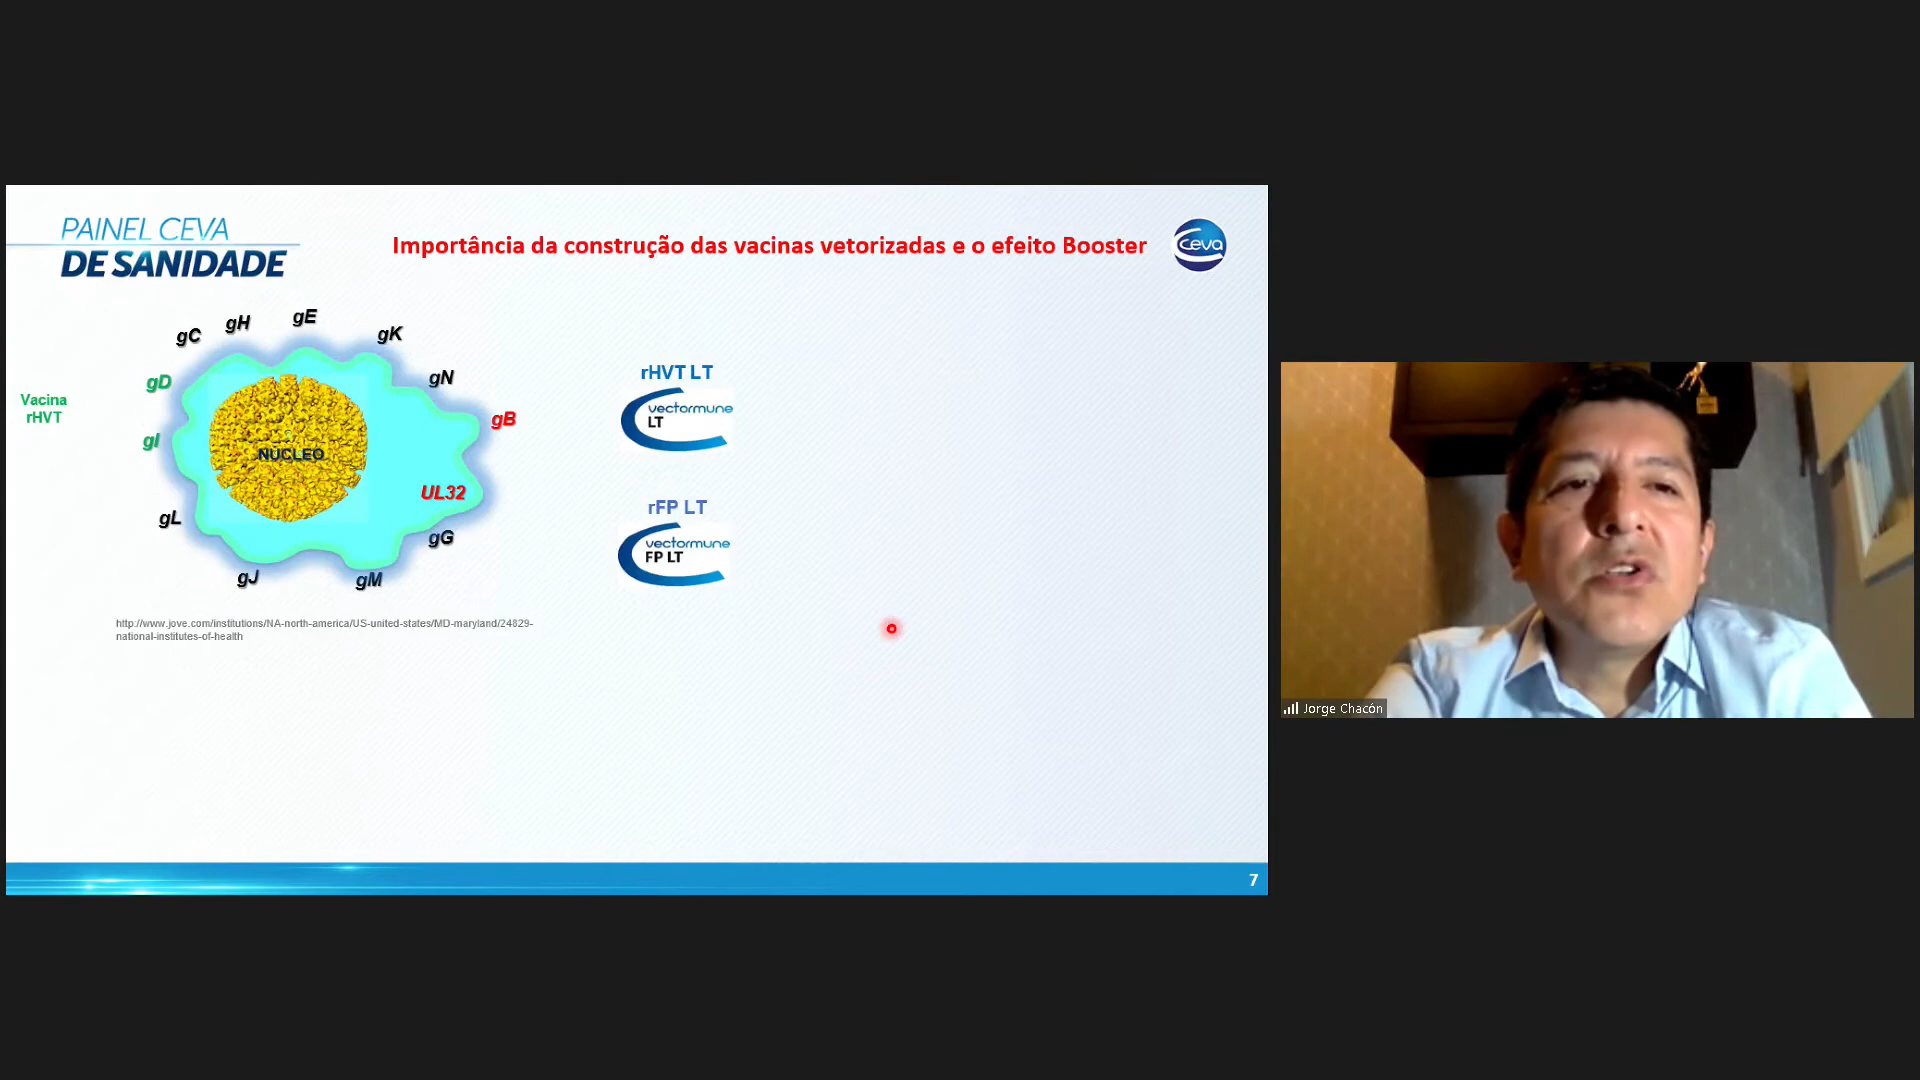 PAINEL CEVA
DE SANIDADE
Importância da construção das vacinas vetorizadas e o efeito Booster
ceva
gC
gH
gE
gK
gD
gN
Vacina
rHVT
gB
gI
NÚCLEO
UL32
gL
gG
gJ
gM
rHVT LT
vectormune
LT
rFP LT
vectormune
FP LT
http://www.jove.com/institutions/NA-north-america/US-united-states/MD-maryland/24829-
national-institutes-of-health
7
Jorge Chacón